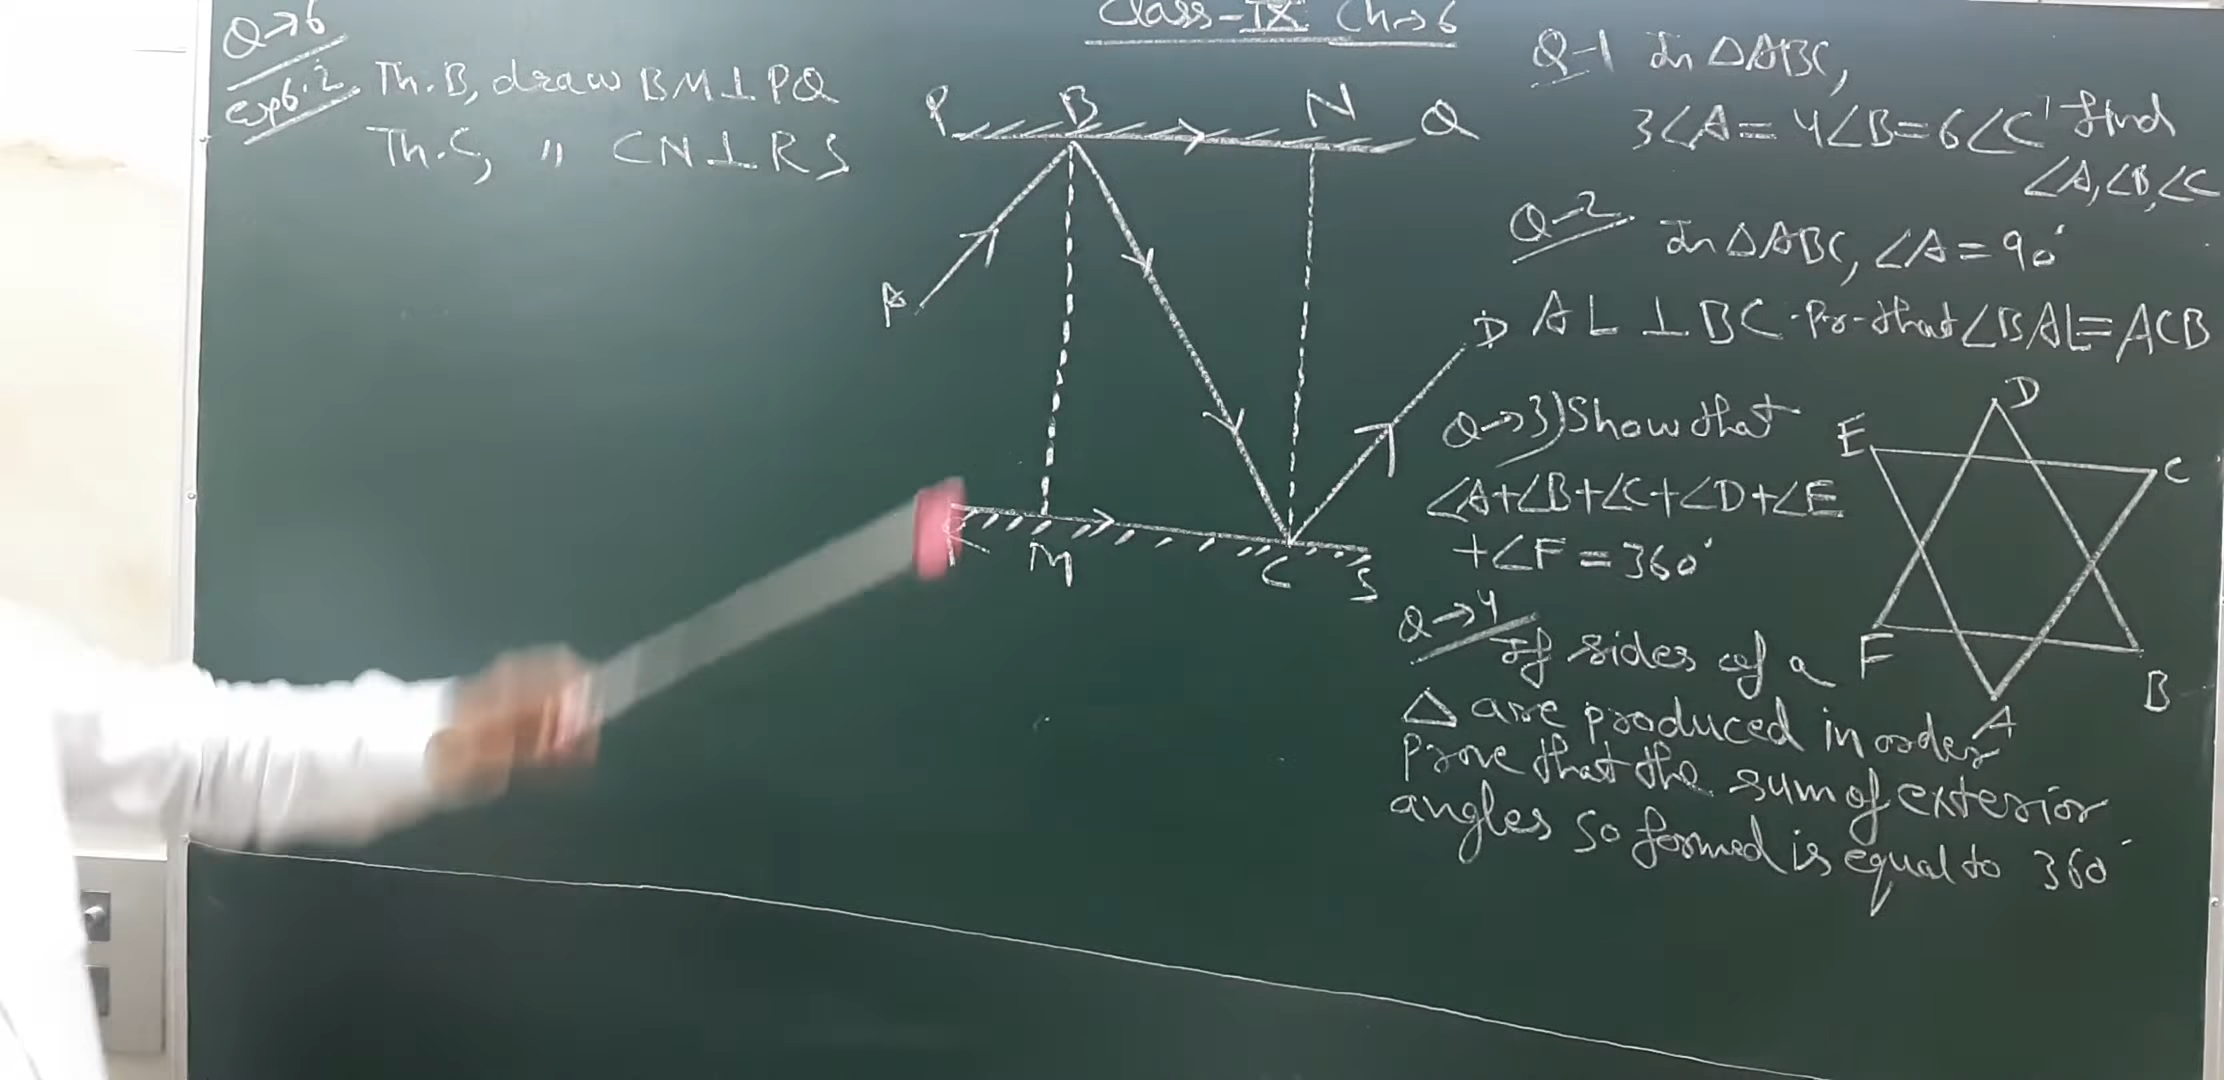 Class-IX Ch→6
Q→6
exp6.2
Th. B, draw BM⊥PQ
Th. C, " CN⊥RS
P B N Q
A
D
R M C S
Q-1 In △ABC,
3∠A=4∠B=6∠C' find
∠A,∠B,∠C
Q-2 In △ABC, ∠A=90°
AL⊥BC. Pr-that ∠BAL=ACB
Q→3) Show that
∠A+∠B+∠C+∠D+∠E
+∠F=360°
D
E C
F B
A
Q→4
If sides of a
△ are produced in order
Prove that the sum of exterior
angles so formed is equal to 360°